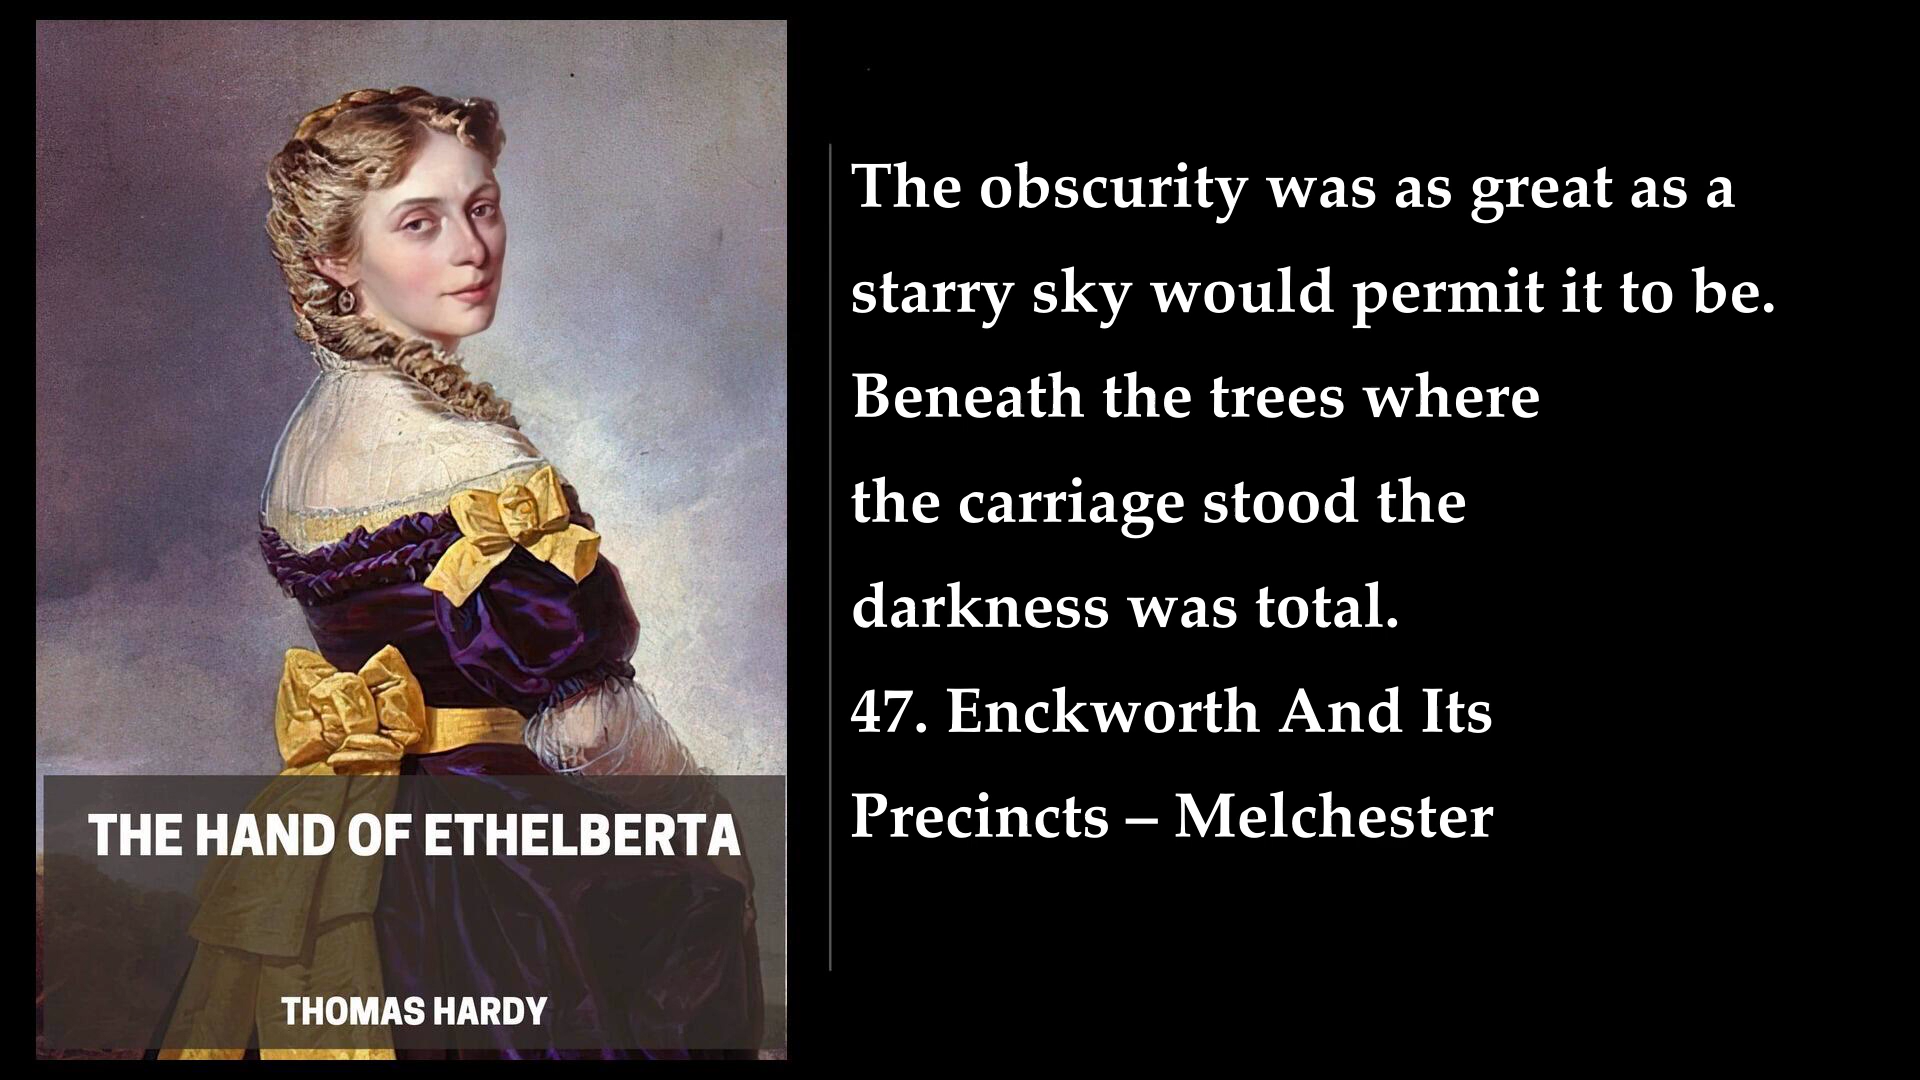 THE HAND OF ETHELBERTA
THOMAS HARDY
The obscurity was as great as a
starry sky would permit it to be.
Beneath the trees where
the carriage stood the
darkness was total.
47. Enckworth And Its
Precincts – Melchester